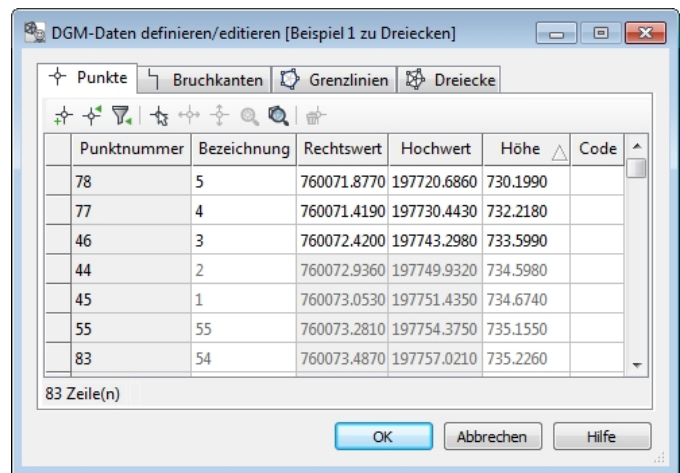 DGM-Daten definieren/editieren [Beispiel 1 zu Dreiecken]
Punkte Bruchkanten Grenzlinien Dreiecke
Punktnummer Bezeichnung Rechtswert Hochwert Höhe Code
78 5 760071.8770 197720.6860 730.1990
77 4 760071.4190 197730.4430 732.2180
46 3 760072.4200 197743.2980 733.5990
44 2 760072.9360 197749.9320 734.5980
45 1 760073.0530 197751.4350 734.6740
55 55 760073.2810 197754.3750 735.1550
83 54 760073.4870 197757.0210 735.2260
83 Zeile(n)
OK Abbrechen Hilfe